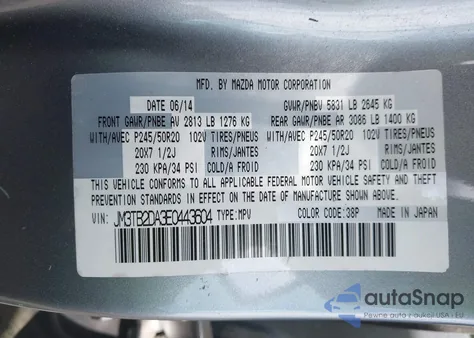 MFD. BY MAZDA MOTOR CORPORATION
DATE 06/14 GVWR/PNBV 5831 LB 2645 KG
FRONT GAWR/PNBE AV 2813 LB 1276 KG REAR GAWR/PNBE AR 3086 LB 1400 KG
WITH/AVEC P245/50R20 102V TIRES/PNEUS WITH/AVEC P245/50R20 102V TIRES/PNEUS
20X7 1/2J RIMS/JANTES 20X7 1/2J RIMS/JANTES
230 KPA/34 PSI COLD/A FROID 230 KPA/34 PSI COLD/A FROID
THIS VEHICLE CONFORMS TO ALL APPLICABLE FEDERAL MOTOR VEHICLE SAFETY AND THEFT
PREVENTION STANDARDS IN EFFECT ON THE DATE OF MANUFACTURE SHOWN ABOVE.
VIN: JM3TB2DA3E0443604 TYPE: MPV COLOR CODE: 38P MADE IN JAPAN
autoSnap
Pewne auta z aukcji USA i EU